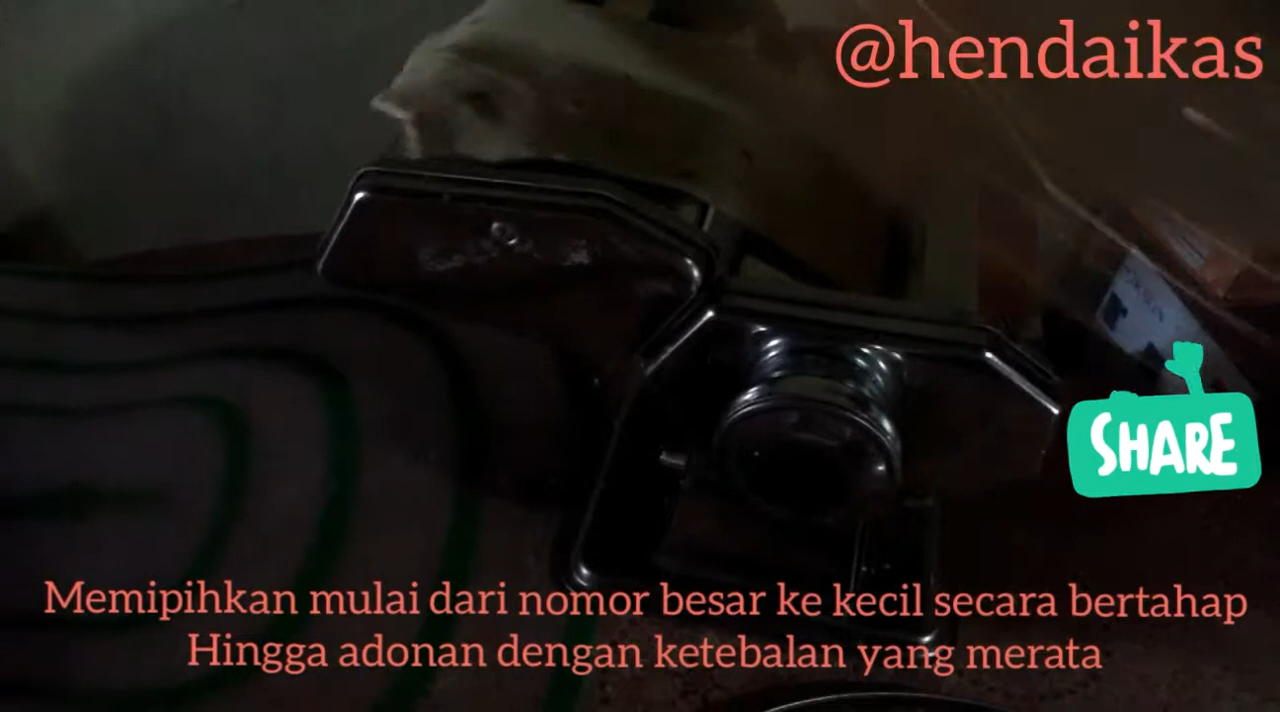 @hendaikas
SHARE
Memipihkan mulai dari nomor besar ke kecil secara bertahap
Hingga adonan dengan ketebalan yang merata